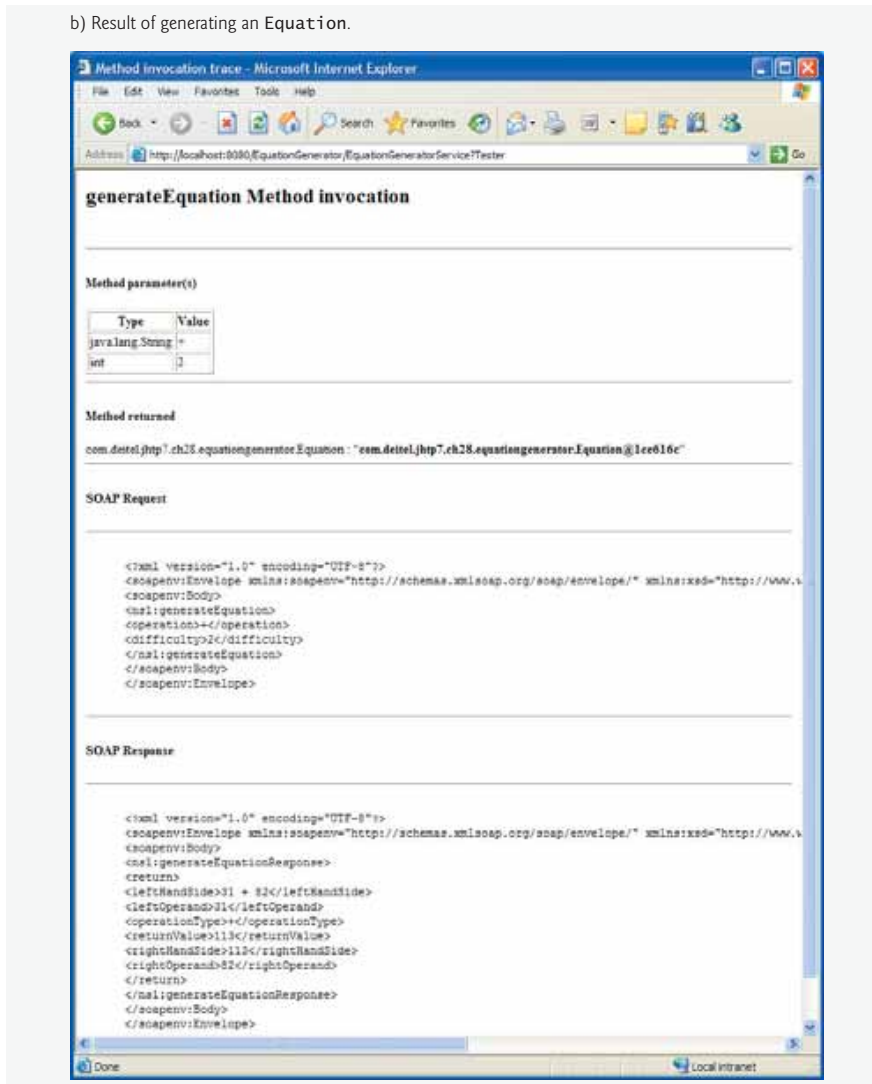 b) Result of generating an Equation.
Method invocation trace - Microsoft Internet Explorer
File Edit View Favorites Tools Help
Back Search Favorites
Address http://localhost:8080/EquationGenerator/EquationGeneratorService?Tester Go
generateEquation Method invocation
Method parameter(s)
Type Value
java.lang.String +
int 2
Method returned
com.deitel.jhtp7.ch28.equationgenerator.Equation : "com.deitel.jhtp7.ch28.equationgenerator.Equation@1ee616c"
SOAP Request
<?xml version="1.0" encoding="UTF-8"?>
<soapenv:Envelope xmlns:soapenv="http://schemas.xmlsoap.org/soap/envelope/" xmlns:xsd="http://www.
<soapenv:Body>
<ns1:generateEquation>
<operation>+</operation>
<difficulty>2</difficulty>
</ns1:generateEquation>
</soapenv:Body>
</soapenv:Envelope>
SOAP Response
<?xml version="1.0" encoding="UTF-8"?>
<soapenv:Envelope xmlns:soapenv="http://schemas.xmlsoap.org/soap/envelope/" xmlns:xsd="http://www.
<soapenv:Body>
<ns1:generateEquationResponse>
<return>
<leftHandSide>31 + 82</leftHandSide>
<leftOperand>31</leftOperand>
<operationType>+</operationType>
<returnValue>113</returnValue>
<rightHandSide>113</rightHandSide>
<rightOperand>82</rightOperand>
</return>
</ns1:generateEquationResponse>
</soapenv:Body>
</soapenv:Envelope>
Done Local intranet